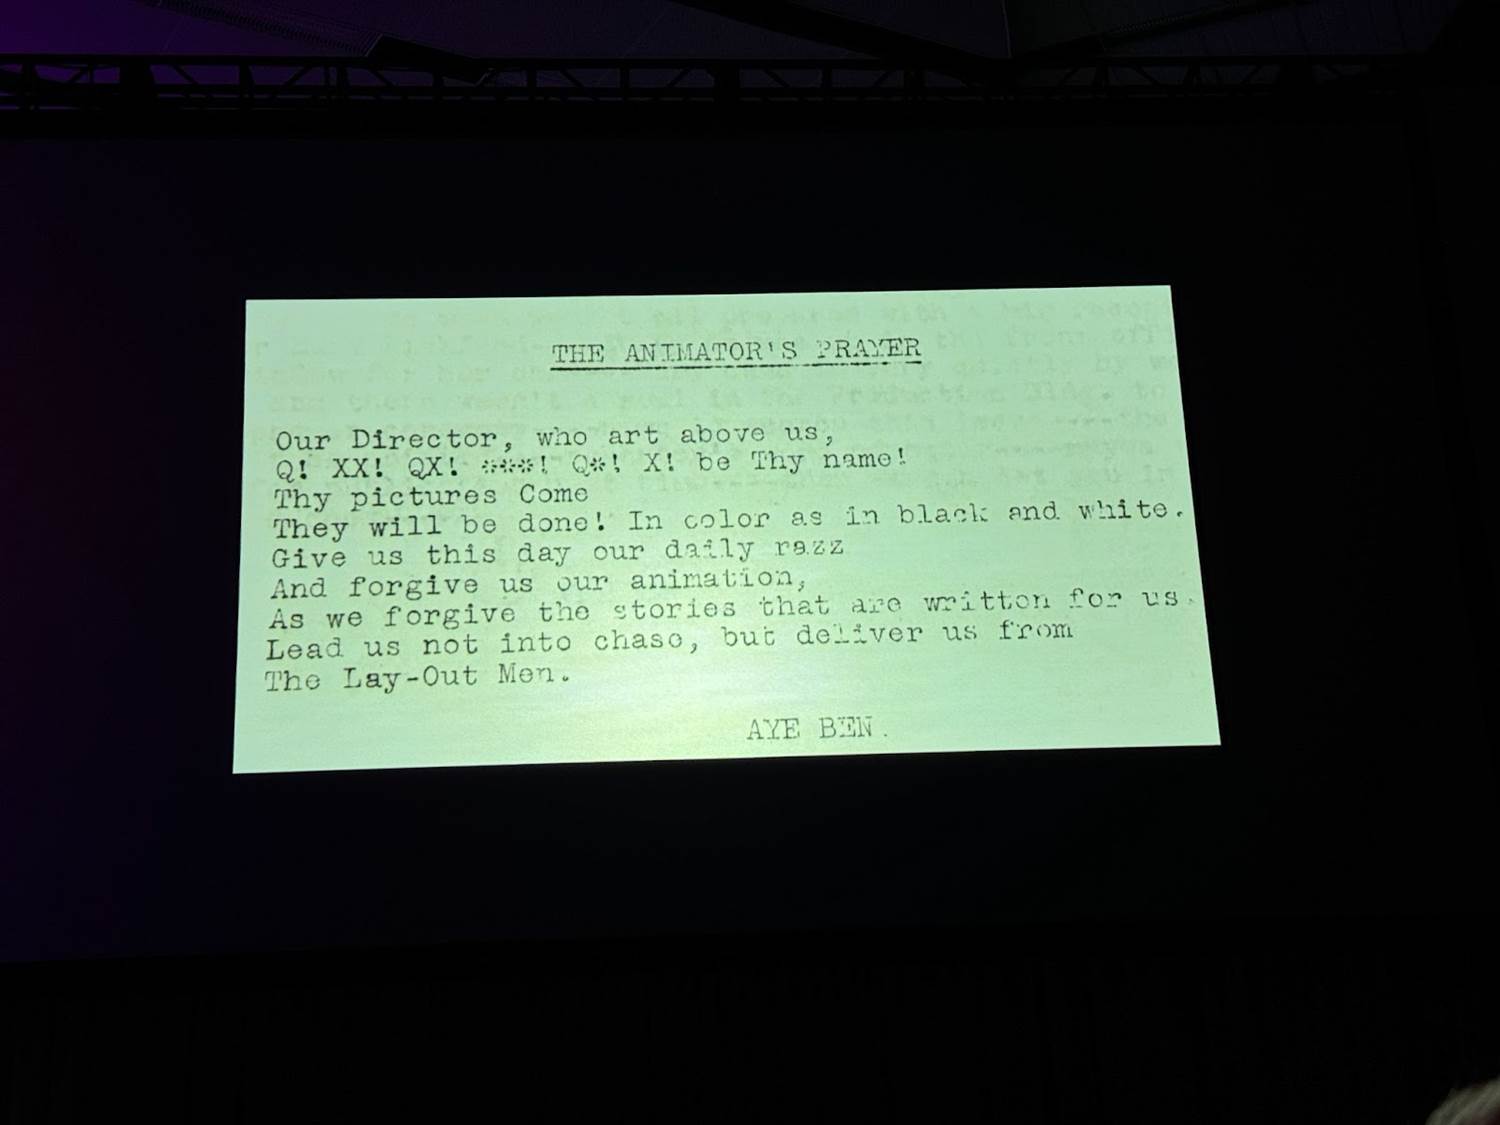 THE ANIMATOR'S PRAYER
Our Director, who art above us,
Q! XX! QX! ***! Q*! X! be Thy name!
Thy pictures Come
They will be done! In color as in black and white.
Give us this day our daily razz
And forgive us our animation,
As we forgive the stories that are written for us.
Lead us not into chase, but deliver us from
The Lay-Out Men.
AYE BEN.